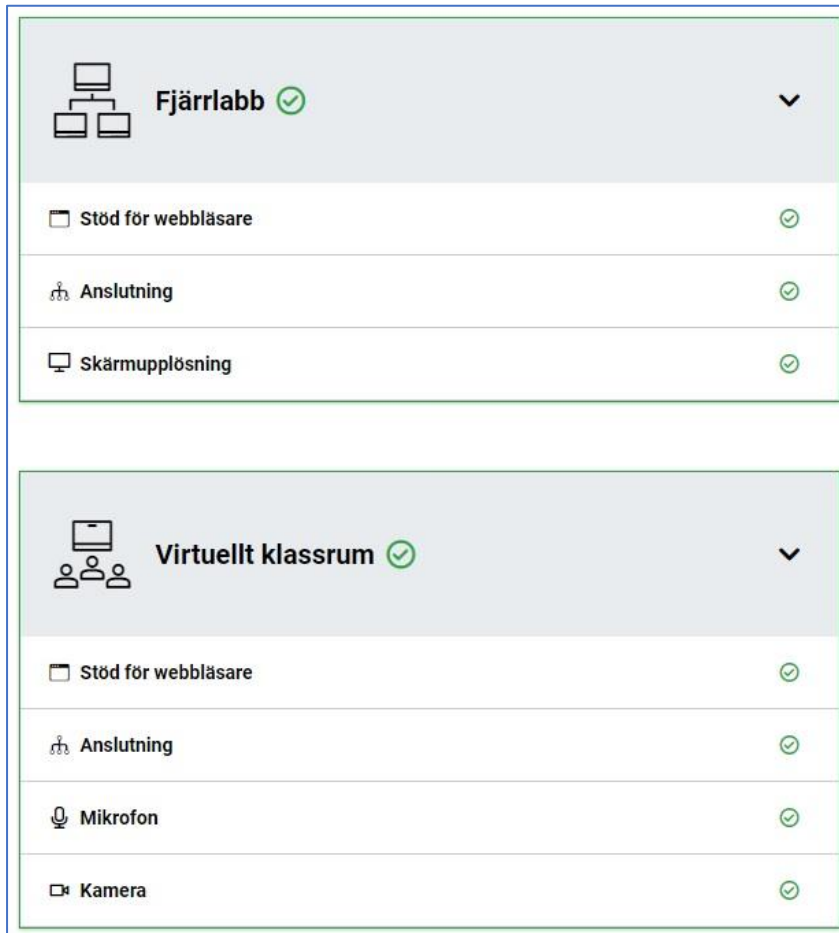 Fjärrlabb
Stöd för webbläsare
Anslutning
Skärmupplösning
Virtuellt klassrum
Stöd för webbläsare
Anslutning
Mikrofon
Kamera